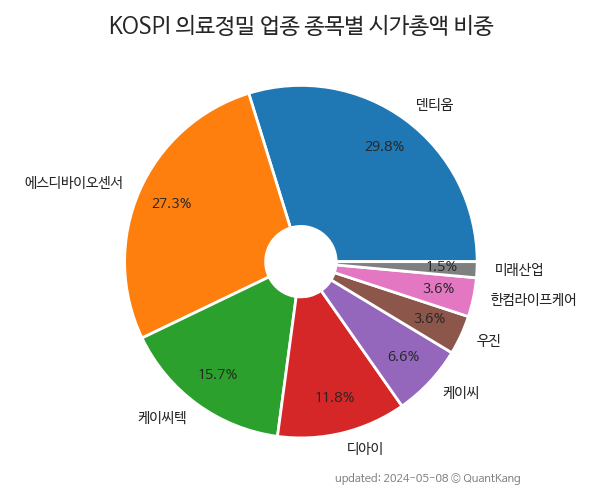 KOSPI 의료정밀 업종 종목별 시가총액 비중
덴티움
29.8%
에스디바이오센서
27.3%
케이씨텍
15.7%
디아이
11.8%
케이씨
6.6%
우진
3.6%
한컴라이프케어
3.6%
미래산업
1.5%
updated: 2024-05-08 © QuantKang